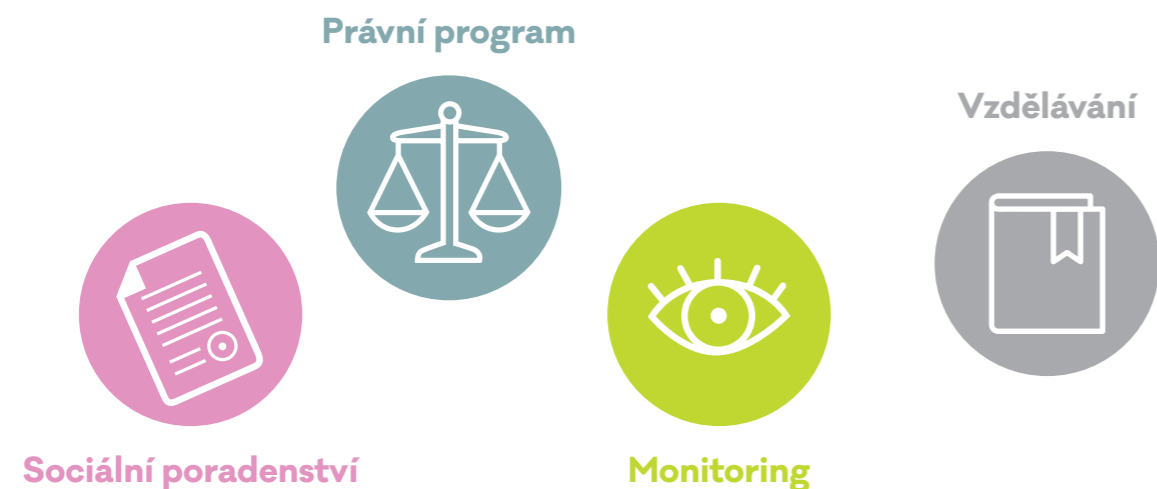 Právní program
Vzdělávání
Sociální poradenství
Monitoring